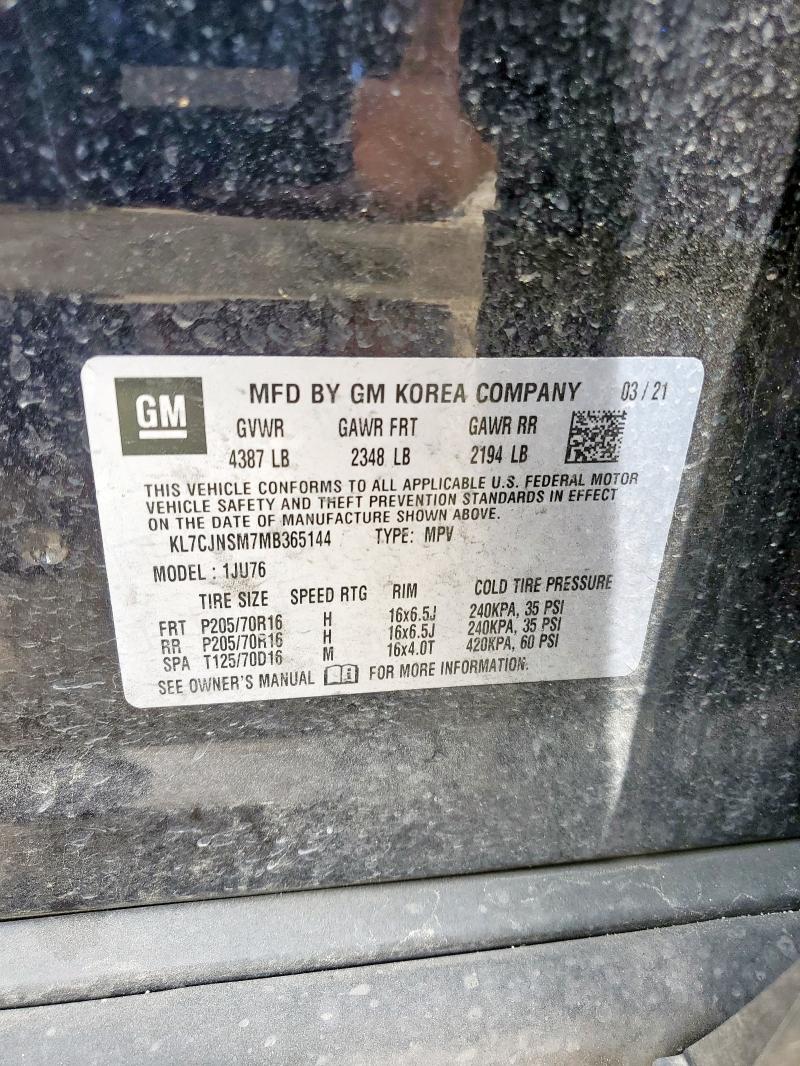 GM
MFD BY GM KOREA COMPANY 03 / 21
GVWR GAWR FRT GAWR RR
4387 LB 2348 LB 2194 LB
THIS VEHICLE CONFORMS TO ALL APPLICABLE U.S. FEDERAL MOTOR
VEHICLE SAFETY AND THEFT PREVENTION STANDARDS IN EFFECT
ON THE DATE OF MANUFACTURE SHOWN ABOVE.
KL7CJNSM7MB365144 TYPE: MPV
MODEL : 1JU76
TIRE SIZE SPEED RTG RIM COLD TIRE PRESSURE
FRT P205/70R16 H 16x6.5J 240KPA, 35 PSI
RR P205/70R16 H 16x6.5J 240KPA, 35 PSI
SPA T125/70D16 M 16x4.0T 420KPA, 60 PSI
SEE OWNER'S MANUAL FOR MORE INFORMATION.